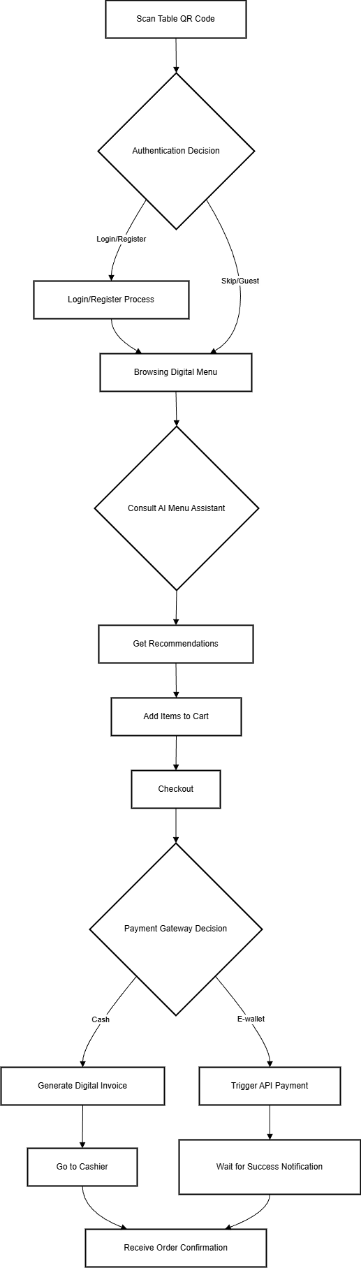 Scan Table QR Code
Authentication Decision
Login/Register
Skip/Guest
Login/Register Process
Browsing Digital Menu
Consult AI Menu Assistant
Get Recommendations
Add Items to Cart
Checkout
Payment Gateway Decision
Cash
E-wallet
Generate Digital Invoice
Trigger API Payment
Go to Cashier
Wait for Success Notification
Receive Order Confirmation